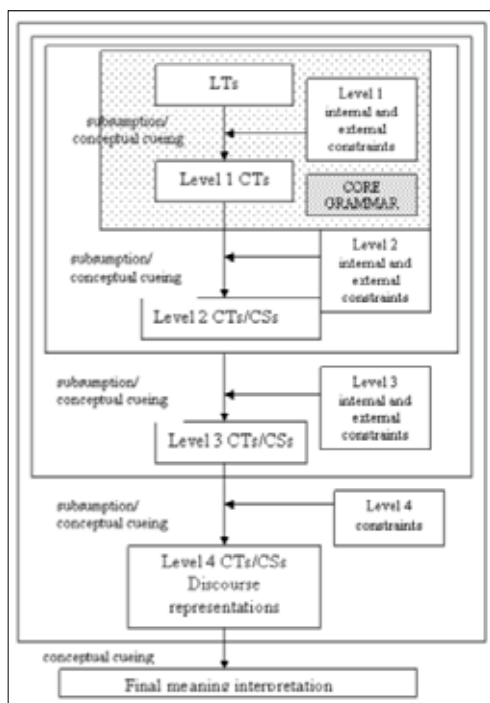 LTs
Level 1
internal and
external
constraints
subsumption/
conceptual cueing
Level 1 CTs
CORE
GRAMMAR
Level 2
internal and
external
constraints
subsumption/
conceptual cueing
Level 2 CTs/CSs
Level 3
internal and
external
constraints
subsumption/
conceptual cueing
Level 3 CTs/CSs
subsumption/
conceptual cueing
Level 4
constraints
Level 4 CTs/CSs
Discourse
representations
conceptual cueing
Final meaning interpretation